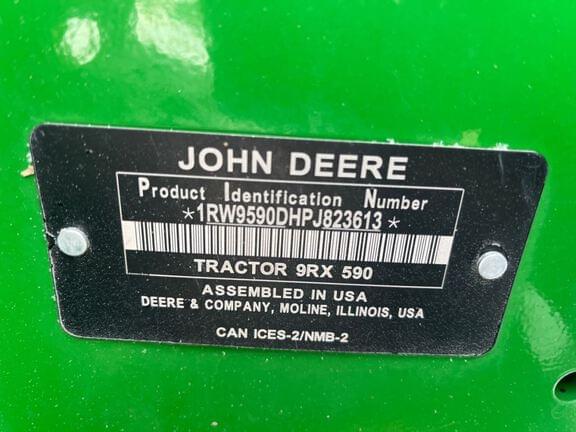 JOHN DEERE
Product Identification Number
*1RW9590DHPJ823613*
TRACTOR 9RX 590
ASSEMBLED IN USA
DEERE & COMPANY, MOLINE, ILLINOIS, USA
CAN ICES-2/NMB-2